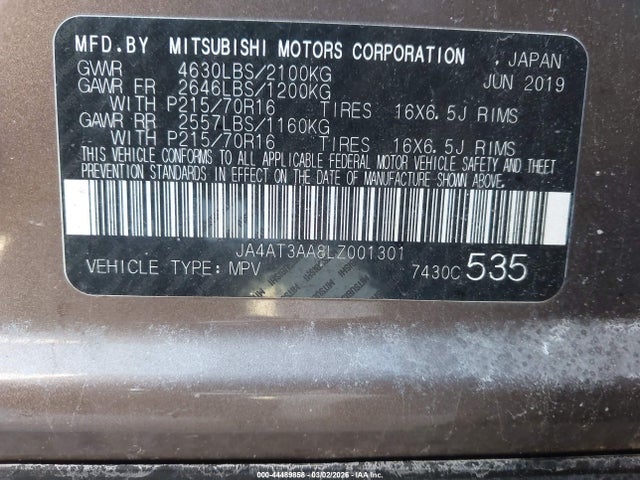 MFD.BY MITSUBISHI MOTORS CORPORATION , JAPAN
GVWR 4630LBS/2100KG JUN 2019
GAWR FR 2646LBS/1200KG
WITH P215/70R16 TIRES 16X6.5J RIMS
GAWR RR 2557LBS/1160KG
WITH P215/70R16 TIRES 16X6.5J RIMS
THIS VEHICLE CONFORMS TO ALL APPLICABLE FEDERAL MOTOR VEHICLE SAFETY AND THEFT
PREVENTION STANDARDS IN EFFECT ON THE DATE OF MANUFACTURE SHOWN ABOVE.
JA4AT3AA8LZ001301
VEHICLE TYPE: MPV 7430C 535
000-44489858 - 03/02/2026 - IAA